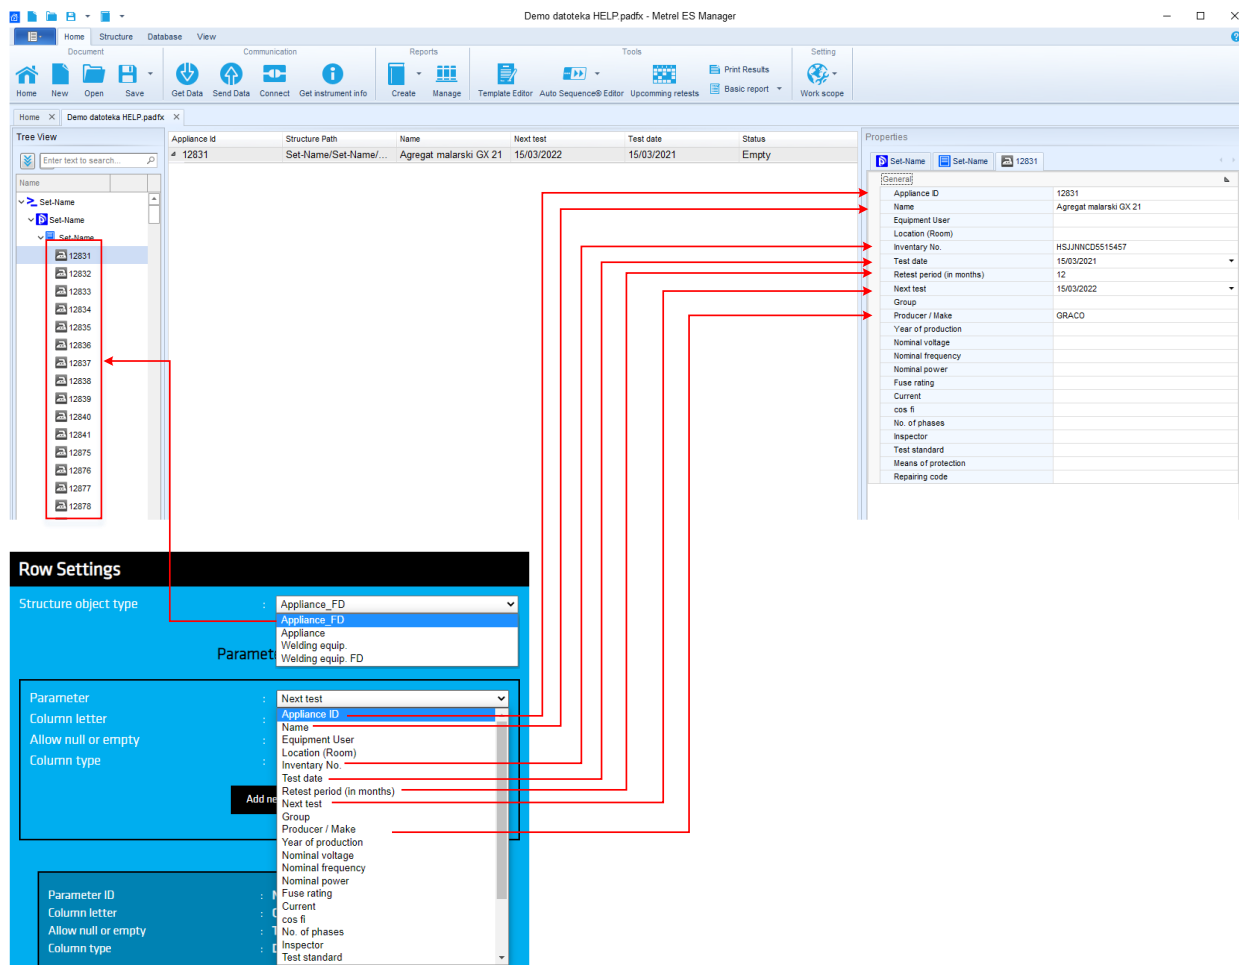 Demo datoteka HELP.padfx - Metrel ES Manager
Home Structure Database View
Document Communication Reports Tools Setting
Home New Open Save Get Data Send Data Connect Get instrument info Create Manage Template Editor Auto Sequence® Editor Upcomming retests Print Results Basic report Work scope
Home Demo datoteka HELP.padfx
Tree View
Enter text to search...
Name
Set-Name
Set-Name
Set-Name
12831
12832
12833
12834
12835
12836
12837
12838
12839
12840
12841
12875
12876
12877
12878
Appliance Id Structure Path Name Next test Test date Status
12831 Set-Name/Set-Name/... Agregat malarski GX 21 15/03/2022 15/03/2021 Empty
Properties
Set-Name Set-Name 12831
General
Appliance ID 12831
Name Agregat malarski GX 21
Equipment User
Location (Room)
Inventory No. HSJJNNCD5515457
Test date 15/03/2021
Retest period (in months) 12
Next test 15/03/2022
Group
Producer / Make GRACO
Year of production
Nominal voltage
Nominal frequency
Nominal power
Fuse rating
Current
cos fi
No. of phases
Inspector
Test standard
Means of protection
Repairing code
Row Settings
Structure object type : Appliance_FD
Appliance_FD
Appliance
Welding equip.
Welding equip. FD
Paramet
Parameter : Next test
Column letter :
Allow null or empty :
Column type :
Add ne
Appliance ID
Name
Equipment User
Location (Room)
Inventory No.
Test date
Retest period (in months)
Next test
Group
Producer / Make
Year of production
Nominal voltage
Nominal frequency
Nominal power
Fuse rating
Current
cos fi
No. of phases
Inspector
Test standard
Parameter ID :
Column letter :
Allow null or empty :
Column type :